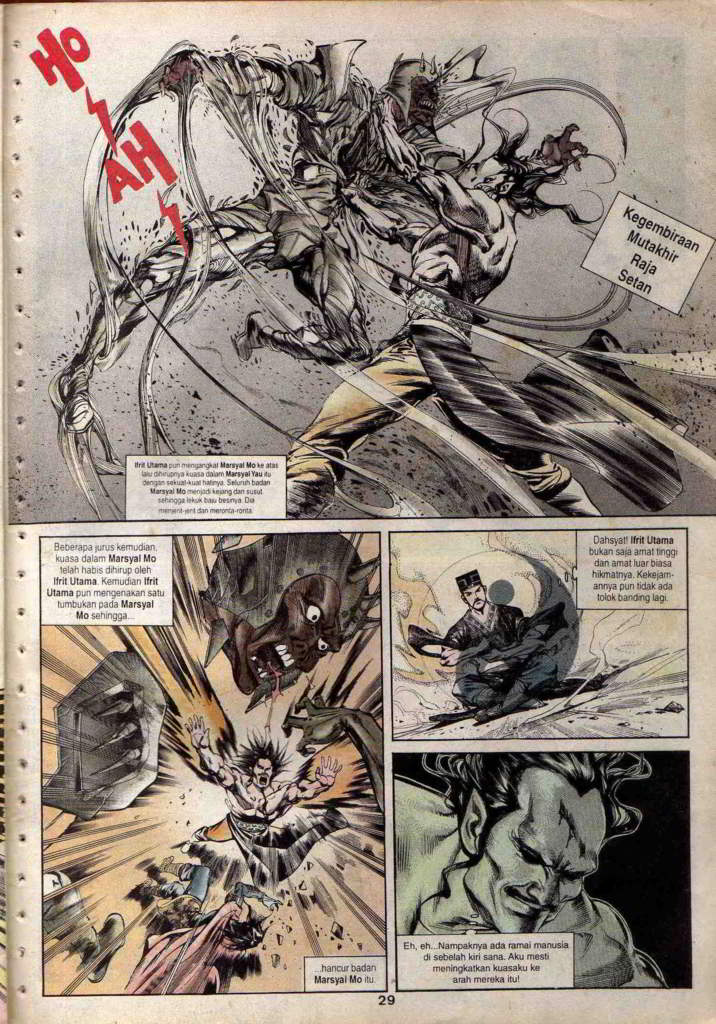 HO
AH
Kegembiraan
Mutakhir
Raja
Setan
Ifrit Utama pun mengangkat Marsyal Mo ke atas
lalu dihirupnya kuasa dalam Marsyal Yau itu
dengan sekuat-kuat hatinya. Seluruh badan
Marsyal Mo menjadi kejang dan susut
sehingga lekuk baju besinya. Dia
menjerit-jerit dan meronta-ronta.
Beberapa jurus kemudian,
kuasa dalam Marsyal Mo
telah habis dihirup oleh
Ifrit Utama. Kemudian Ifrit
Utama pun mengenakan satu
tumbukan pada Marsyal
Mo sehingga...
...hancur badan
Marsyal Mo itu.
Dahsyat! Ifrit Utama
bukan saja amat tinggi
dan amat luar biasa
hikmatnya. Kekejam-
annya pun tidak ada
tolok banding lagi.
Eh, eh...Nampaknya ada ramai manusia
di sebelah kiri sana. Aku mesti
meningkatkan kuasaku ke
arah mereka itu!
29